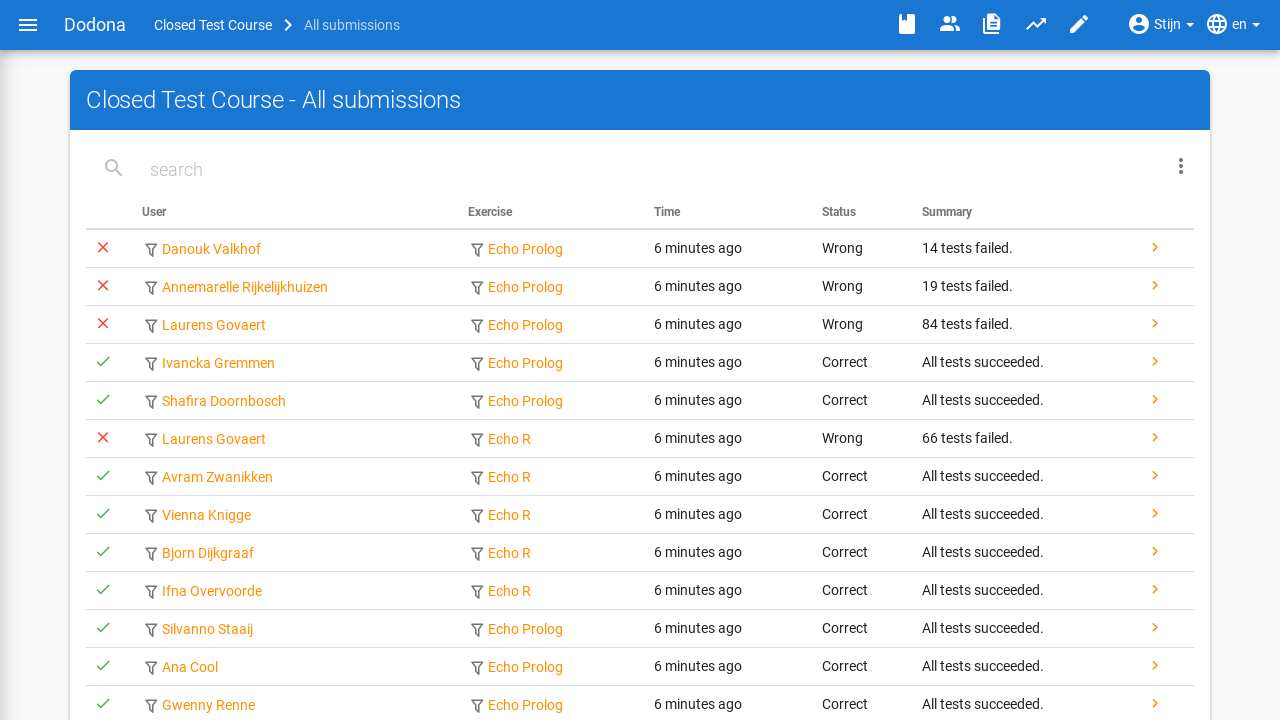 Dodona Closed Test Course All submissions Stijn en
Closed Test Course - All submissions
search
User Exercise Time Status Summary
Danouk Valkhof Echo Prolog 6 minutes ago Wrong 14 tests failed.
Annemarelle Rijkelijkhuizen Echo Prolog 6 minutes ago Wrong 19 tests failed.
Laurens Govaert Echo Prolog 6 minutes ago Wrong 84 tests failed.
Ivancka Gremmen Echo Prolog 6 minutes ago Correct All tests succeeded.
Shafira Doornbosch Echo Prolog 6 minutes ago Correct All tests succeeded.
Laurens Govaert Echo R 6 minutes ago Wrong 66 tests failed.
Avram Zwanikken Echo R 6 minutes ago Correct All tests succeeded.
Vienna Knigge Echo R 6 minutes ago Correct All tests succeeded.
Bjorn Dijkgraaf Echo R 6 minutes ago Correct All tests succeeded.
Ifna Overvoorde Echo R 6 minutes ago Correct All tests succeeded.
Silvanno Staaij Echo Prolog 6 minutes ago Correct All tests succeeded.
Ana Cool Echo Prolog 6 minutes ago Correct All tests succeeded.
Gwenny Renne Echo Prolog 6 minutes ago Correct All tests succeeded.